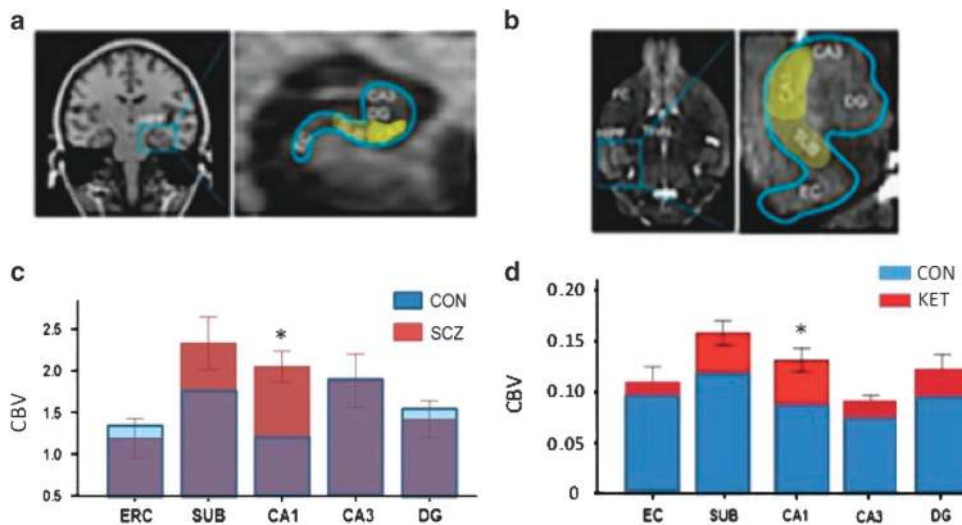 a
b
CA3
DG
FC
CA3
CA1
DG
SUB
EC
c
CON
SCZ
CBV
2.5
2.0
1.5
1.0
0.5
ERC SUB CA1 CA3 DG
*
d
CON
KET
CBV
0.20
0.15
0.10
0.05
0
EC SUB CA1 CA3 DG
*